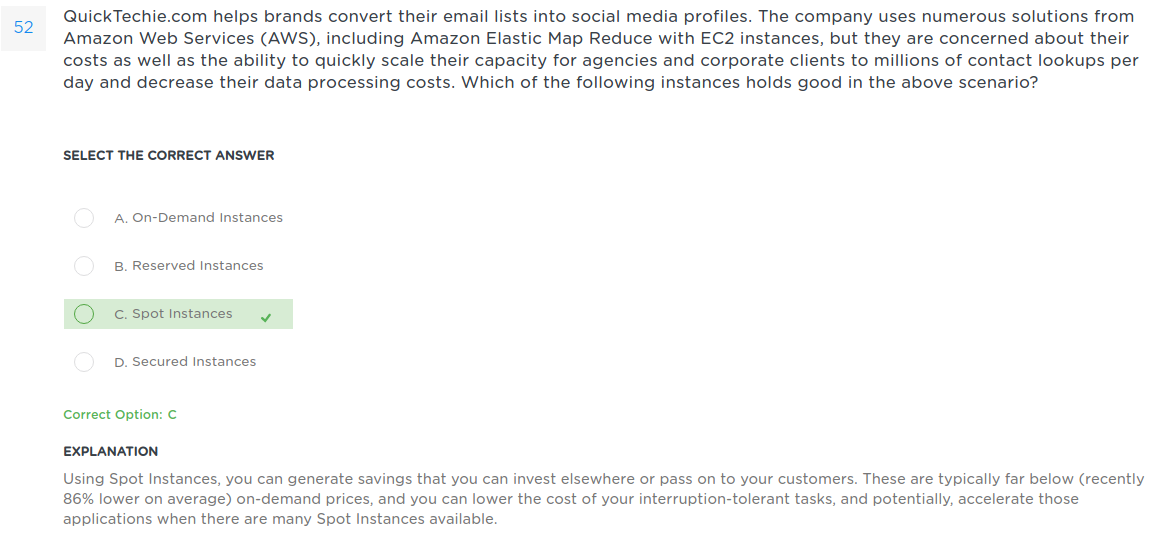 52
QuickTechie.com helps brands convert their email lists into social media profiles. The company uses numerous solutions from
Amazon Web Services (AWS), including Amazon Elastic Map Reduce with EC2 instances, but they are concerned about their
costs as well as the ability to quickly scale their capacity for agencies and corporate clients to millions of contact lookups per
day and decrease their data processing costs. Which of the following instances holds good in the above scenario?
SELECT THE CORRECT ANSWER
A. On-Demand Instances
B. Reserved Instances
C. Spot Instances
D. Secured Instances
Correct Option: C
EXPLANATION
Using Spot Instances, you can generate savings that you can invest elsewhere or pass on to your customers. These are typically far below (recently
86% lower on average) on-demand prices, and you can lower the cost of your interruption-tolerant tasks, and potentially, accelerate those
applications when there are many Spot Instances available.